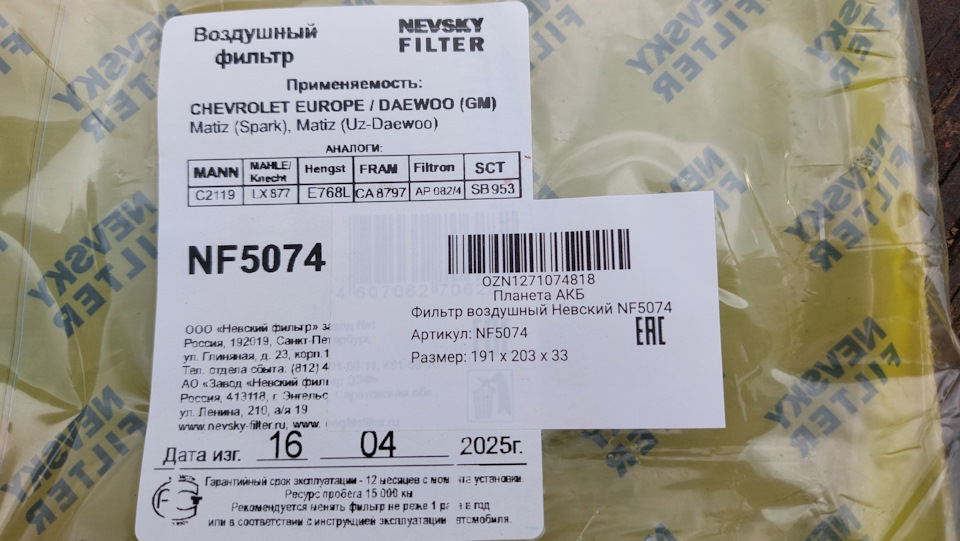 Воздушный
фильтр
NEVSKY
FILTER
Применяемость:
CHEVROLET EUROPE / DAEWOO (GM)
Matiz (Spark), Matiz (Uz-Daewoo)
АНАЛОГИ:
MANN MAHLE/Knecht Hengst FRAM Filtron SCT
C2119 LX 877 E768L CA 8797 AP 082/4 SB 953
NF5074
OZN1271074818
Планета АКБ
Фильтр воздушный Невский NF5074
Артикул: NF5074
EAC
Размер: 191 x 203 x 33
ООО «Невский фильтр»
Россия, 192019, Санкт-Пе
ул. Глиняная, д. 23, корп.1
Тел. отдела сбыта. (812) 4
АО «Завод «Невский фил
Россия, 413118, г. Энгельс
ул. Ленина, 210, а/я 19
www.nevsky-filter.ru, www.
Дата изг. 16 04 2025г.
Гарантийный срок эксплуатации - 12 месяцев с мом установки
Ресурс пробега 15 000 км
Рекомендуется менять фильтр не реже 1 ра в год
или в соответствии с инструкцией эксплуатации автомобиля.
NEVSKY
FILTER